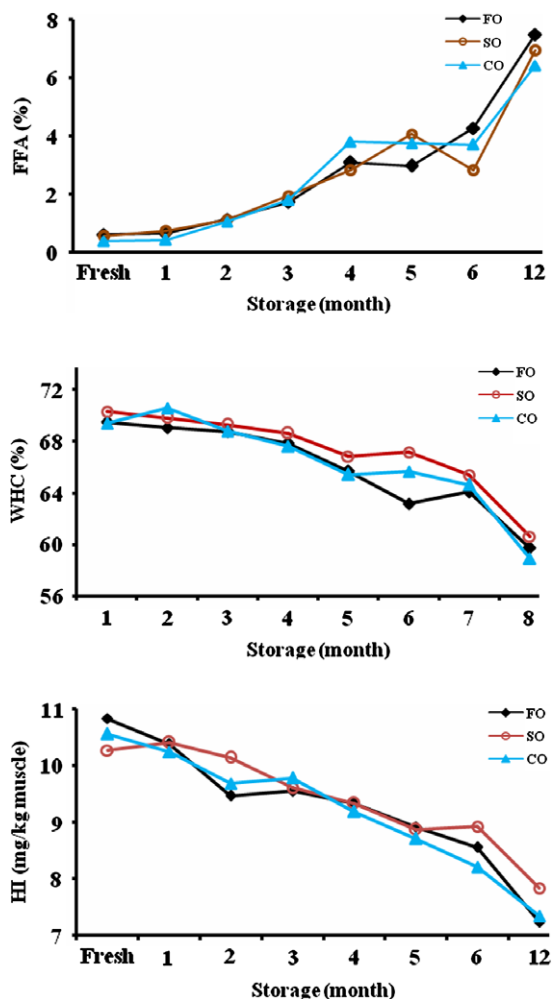 8
6
4
2
0
FFA (%)
FO
SO
CO
Fresh 1 2 3 4 5 6 12
Storage (month)
72
68
64
60
56
WHC (%)
FO
SO
CO
1 2 3 4 5 6 7 8
Storage (month)
11
10
9
8
7
HI (mg/kg muscle)
FO
SO
CO
Fresh 1 2 3 4 5 6 12
Storage (month)